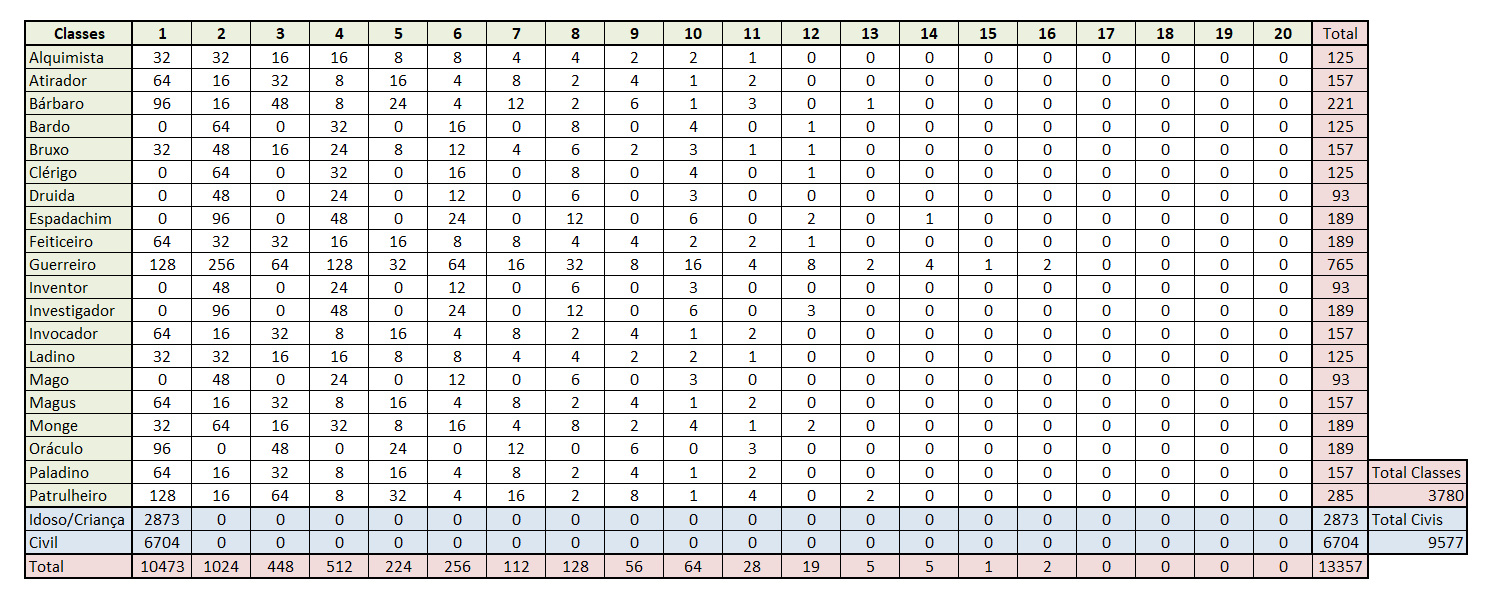 Classes 1 2 3 4 5 6 7 8 9 10 11 12 13 14 15 16 17 18 19 20 Total
Alquimista 32 32 16 16 8 8 4 4 2 2 1 0 0 0 0 0 0 0 0 0 125
Atirador 64 16 32 8 16 4 8 2 4 1 2 0 0 0 0 0 0 0 0 0 157
Bárbaro 96 16 48 8 24 4 12 2 6 1 3 0 1 0 0 0 0 0 0 0 221
Bardo 0 64 0 32 0 16 0 8 0 4 0 1 0 0 0 0 0 0 0 0 125
Bruxo 32 48 16 24 8 12 4 6 2 3 1 1 0 0 0 0 0 0 0 0 157
Clérigo 0 64 0 32 0 16 0 8 0 4 0 1 0 0 0 0 0 0 0 0 125
Druida 0 48 0 24 0 12 0 6 0 3 0 0 0 0 0 0 0 0 0 0 93
Espadachim 0 96 0 48 0 24 0 12 0 6 0 2 0 1 0 0 0 0 0 0 189
Feiticeiro 64 32 32 16 16 8 8 4 4 2 2 1 0 0 0 0 0 0 0 0 189
Guerreiro 128 256 64 128 32 64 16 32 8 16 4 8 2 4 1 2 0 0 0 0 765
Inventor 0 48 0 24 0 12 0 6 0 3 0 0 0 0 0 0 0 0 0 0 93
Investigador 0 96 0 48 0 24 0 12 0 6 0 3 0 0 0 0 0 0 0 0 189
Invocador 64 16 32 8 16 4 8 2 4 1 2 0 0 0 0 0 0 0 0 0 157
Ladino 32 32 16 16 8 8 4 4 2 2 1 0 0 0 0 0 0 0 0 0 125
Mago 0 48 0 24 0 12 0 6 0 3 0 0 0 0 0 0 0 0 0 0 93
Magus 64 16 32 8 16 4 8 2 4 1 2 0 0 0 0 0 0 0 0 0 157
Monge 32 64 16 32 8 16 4 8 2 4 1 2 0 0 0 0 0 0 0 0 189
Oráculo 96 0 48 0 24 0 12 0 6 0 3 0 0 0 0 0 0 0 0 0 189
Paladino 64 16 32 8 16 4 8 2 4 1 2 0 0 0 0 0 0 0 0 0 157 Total Classes
Patrulheiro 128 16 64 8 32 4 16 2 8 1 4 0 2 0 0 0 0 0 0 0 285 3780
Idoso/Criança 2873 0 0 0 0 0 0 0 0 0 0 0 0 0 0 0 0 0 0 0 2873 Total Civis
Civil 6704 0 0 0 0 0 0 0 0 0 0 0 0 0 0 0 0 0 0 0 6704 9577
Total 10473 1024 448 512 224 256 112 128 56 64 28 19 5 5 1 2 0 0 0 0 13357